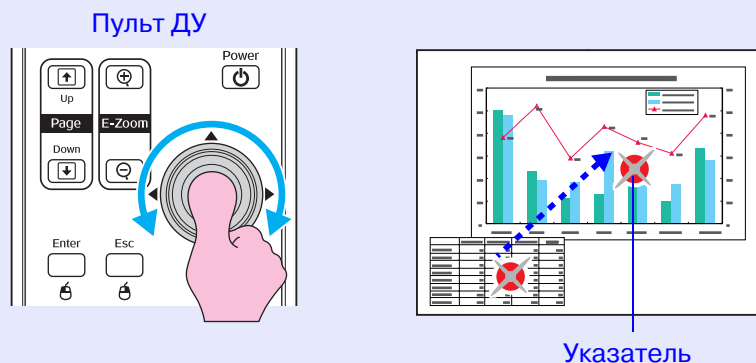 Пульт ДУ
Power
Up
Page
E-Zoom
Down
Enter
Esc
Указатель